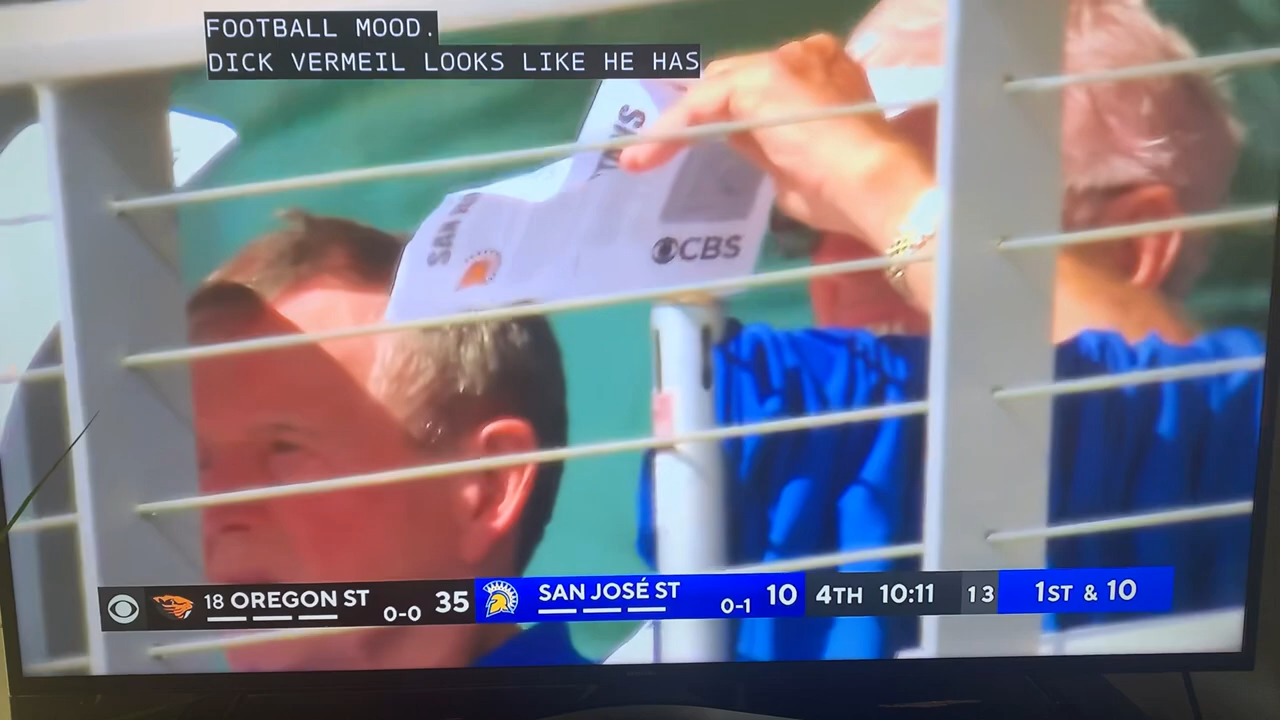 FOOTBALL MOOD.
DICK VERMEIL LOOKS LIKE HE HAS
SAN
CBS
18 OREGON ST 0-0 35 SAN JOSÉ ST 0-1 10 4TH 10:11 13 1ST & 10